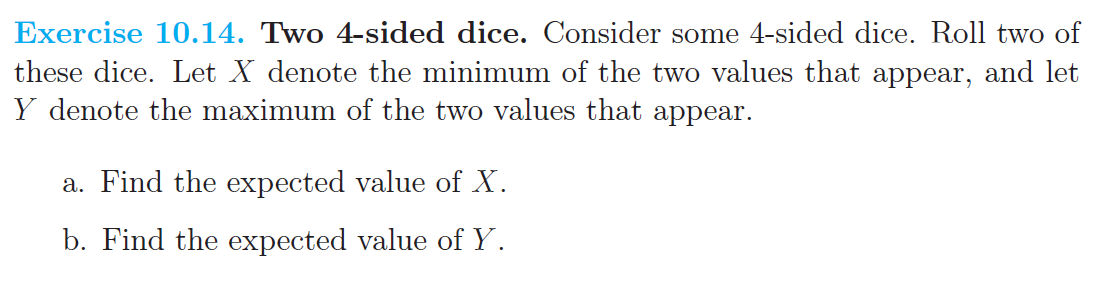 Exercise 10.14. Two 4-sided dice. Consider some 4-sided dice. Roll two of
these dice. Let X denote the minimum of the two values that appear, and let
Y denote the maximum of the two values that appear.
a. Find the expected value of X.
b. Find the expected value of Y.